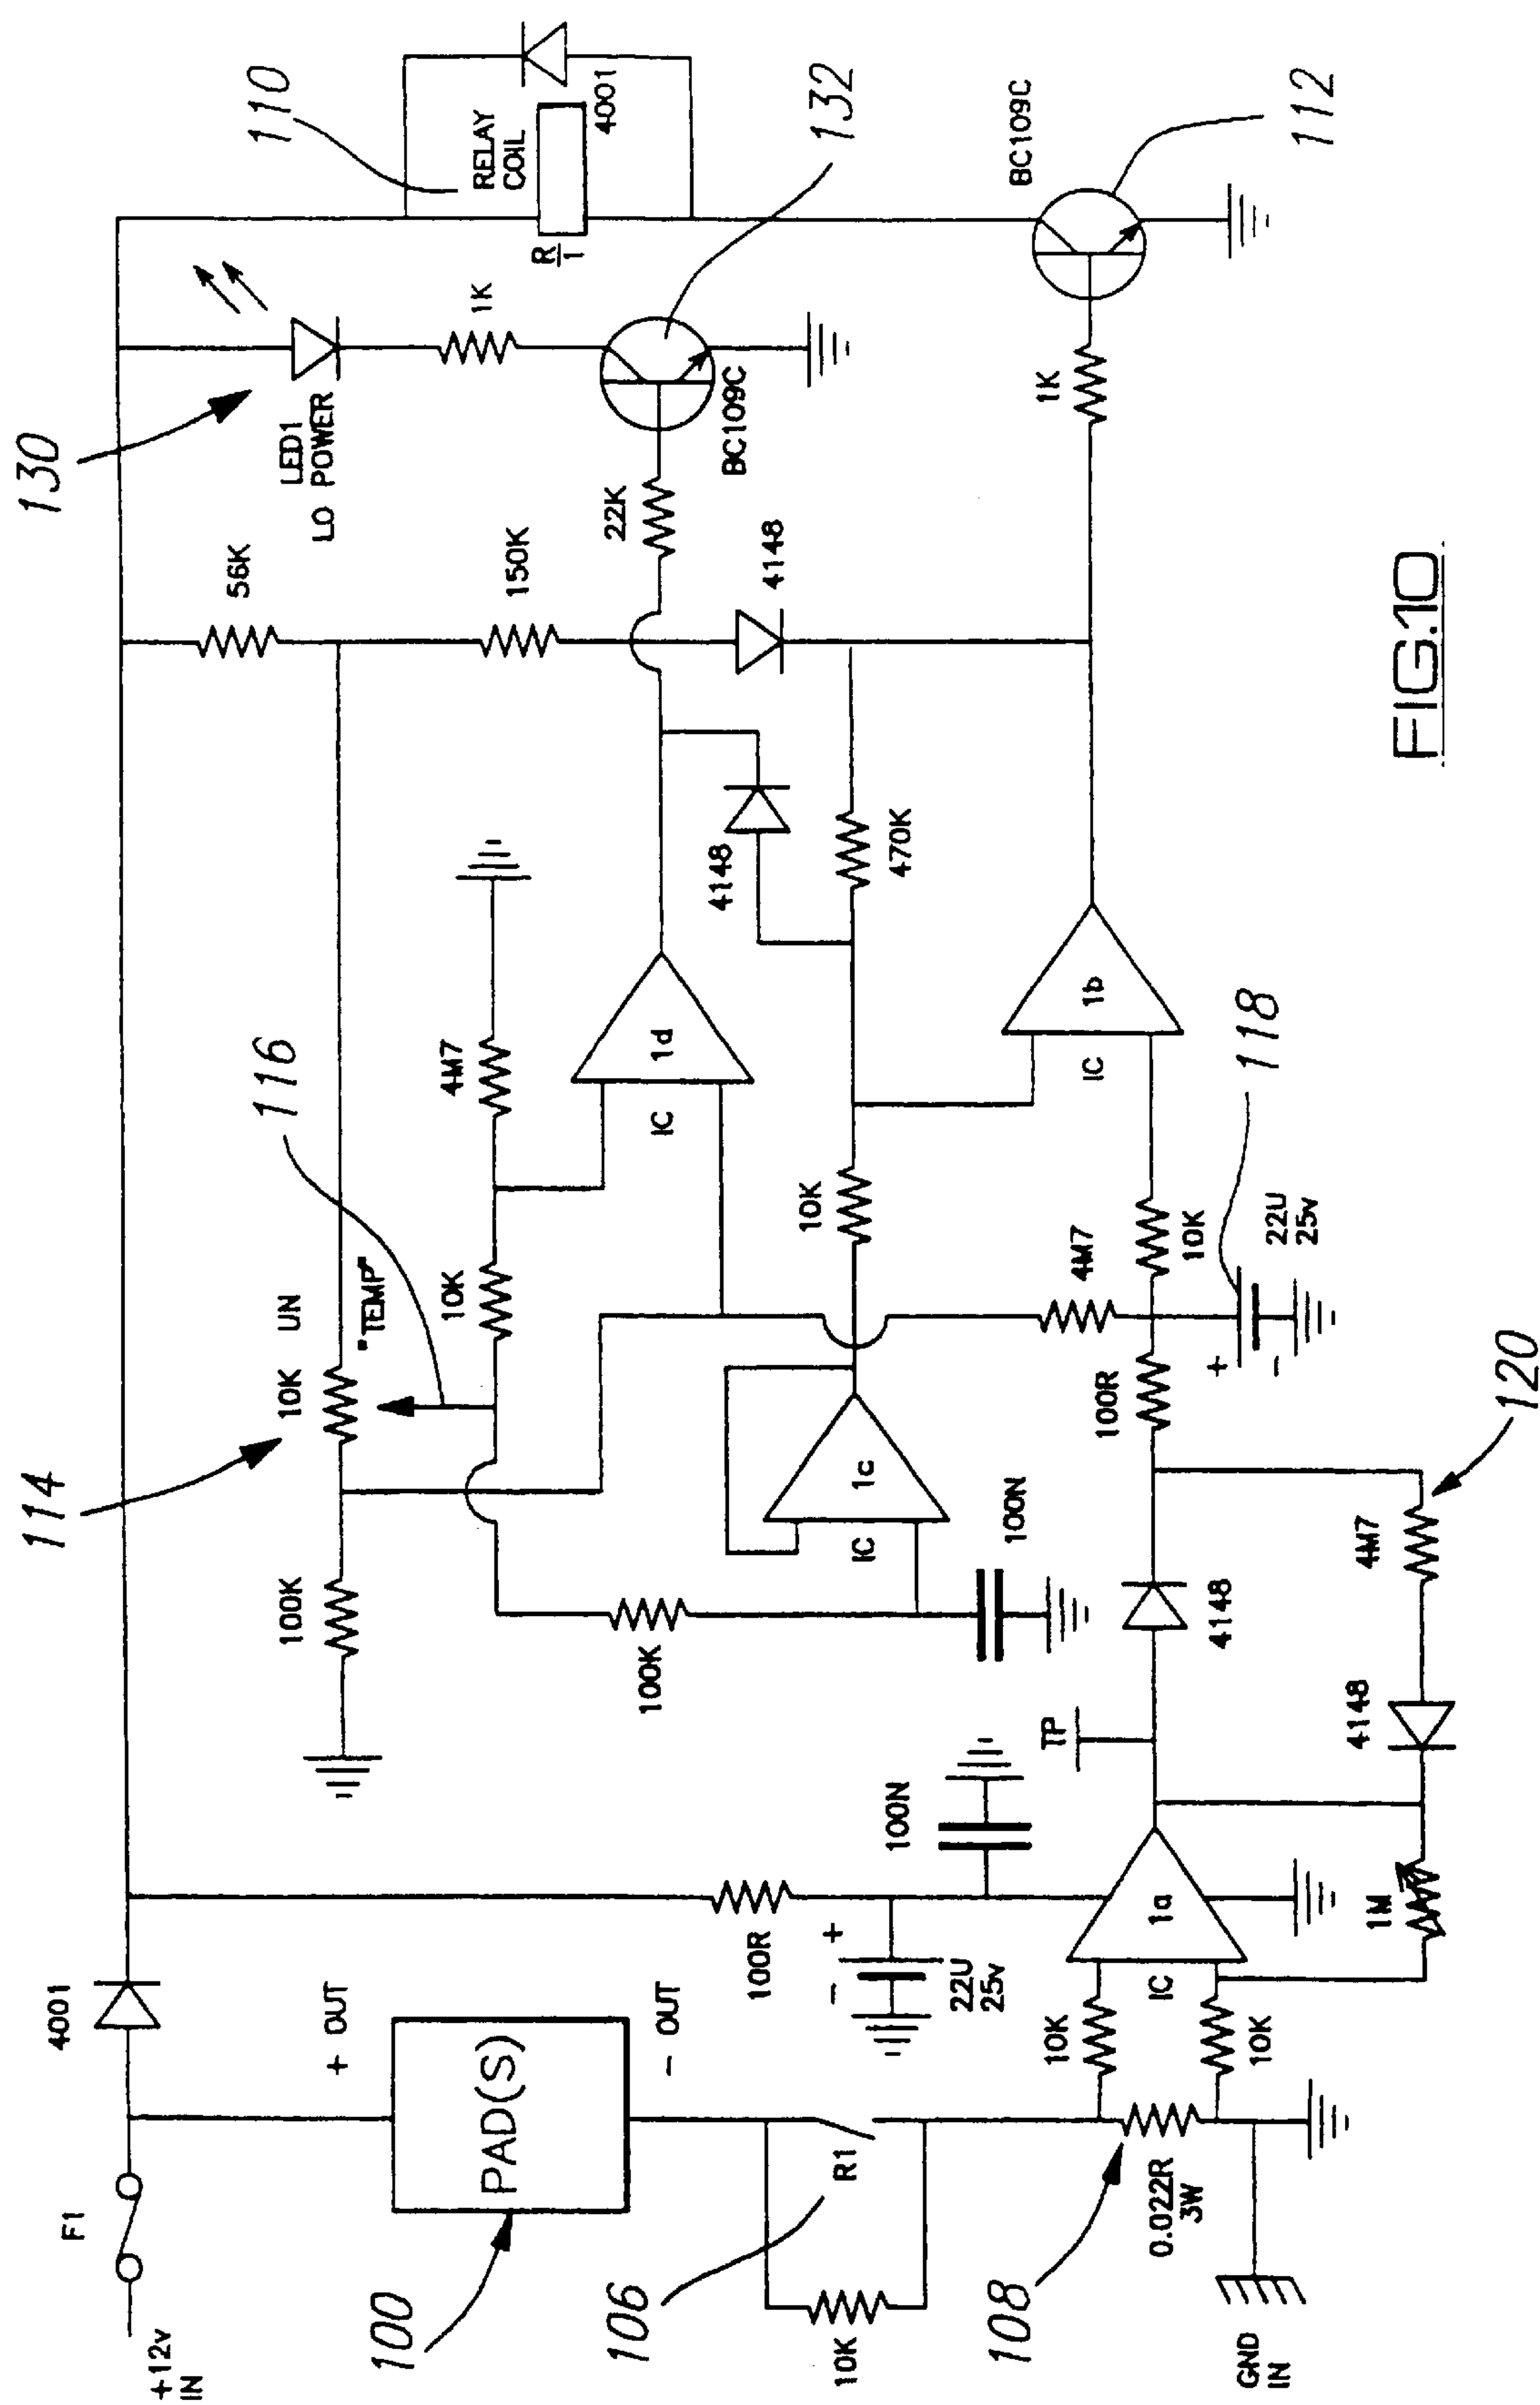 +12v
IN
F1
4001
+ OUT
PAD(S)
- OUT
100
106
R1
10K
108
0.022R
3W
GND
IN
10K
10K
IC
1a
1M
100R
+
-
22U
25v
100N
TP
4148
4148
4M7
120
100R
+
-
22U
25v
118
10K
4M7
114
100K
10K
UN
"TEMP"
116
100K
100N
IC
1c
10K
4M7
10K
IC
1d
IC
1b
4148
470K
56K
150K
4148
22K
130
LED1
LO POWER
1K
BC109C
132
110
RELAY
COIL
R
1
4001
1K
BC109C
112
FIG.10